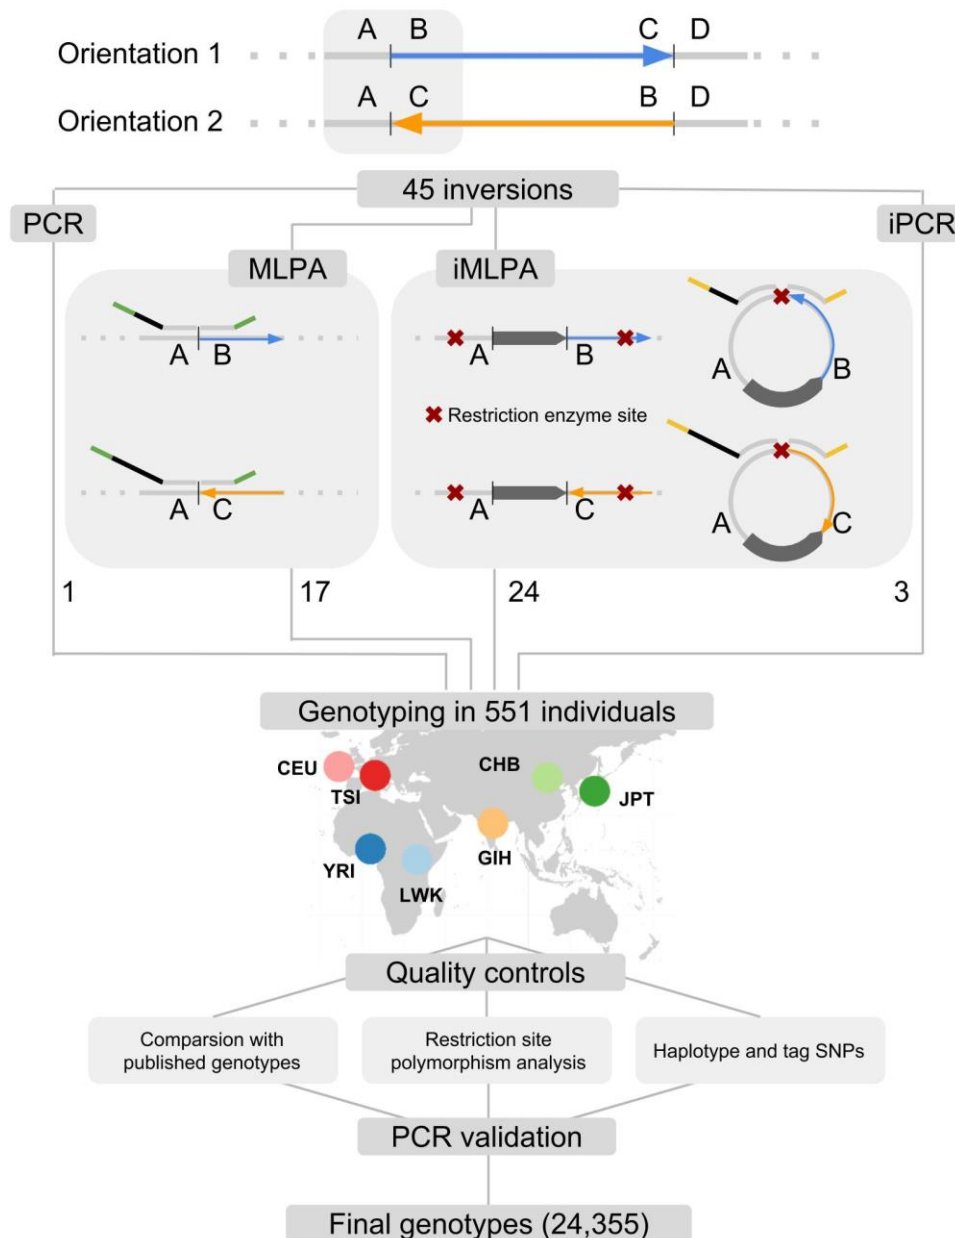 A B C D
Orientation 1
A C B D
Orientation 2
45 inversions
PCR
iPCR
MLPA
iMLPA
A B
A B
A B
Restriction enzyme site
A C
A C
A C
1 17 24 3
Genotyping in 551 individuals
CEU
TSI
CHB
JPT
YRI
LWK
GIH
Quality controls
Comparsion with
published genotypes
Restriction site
polymorphism analysis
Haplotype and tag SNPs
PCR validation
Final genotypes (24,355)